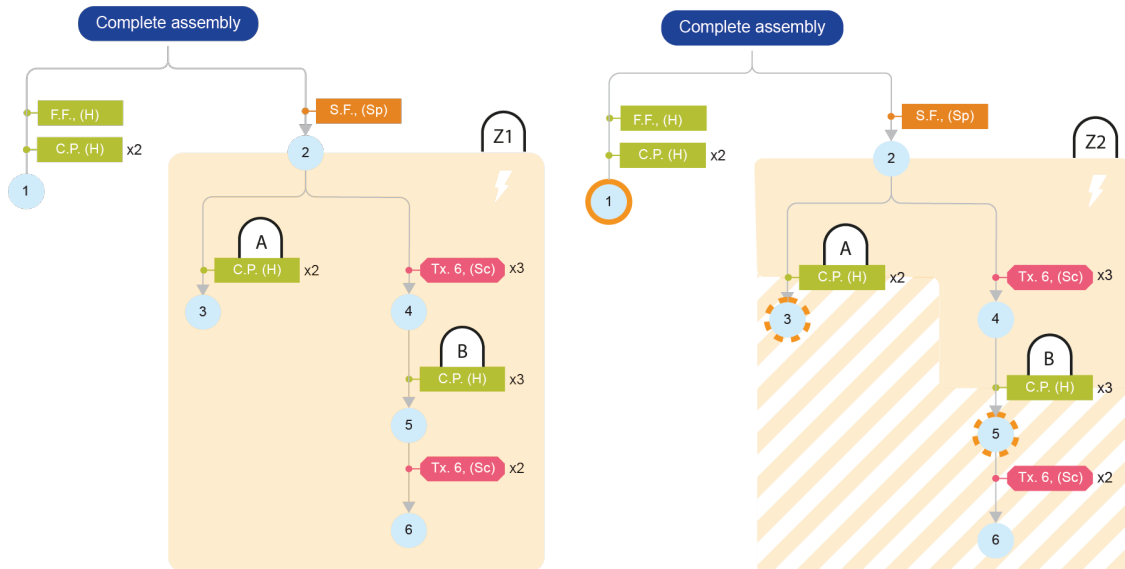 Complete assembly
F.F., (H)
S.F., (Sp)
C.P. (H) x2
Z1
2
1
A
C.P. (H) x2
Tx. 6, (Sc) x3
3
4
B
C.P. (H) x3
5
Tx. 6, (Sc) x2
6
Complete assembly
F.F., (H)
S.F., (Sp)
C.P. (H) x2
Z2
2
1
A
C.P. (H) x2
Tx. 6, (Sc) x3
3
4
B
C.P. (H) x3
5
Tx. 6, (Sc) x2
6